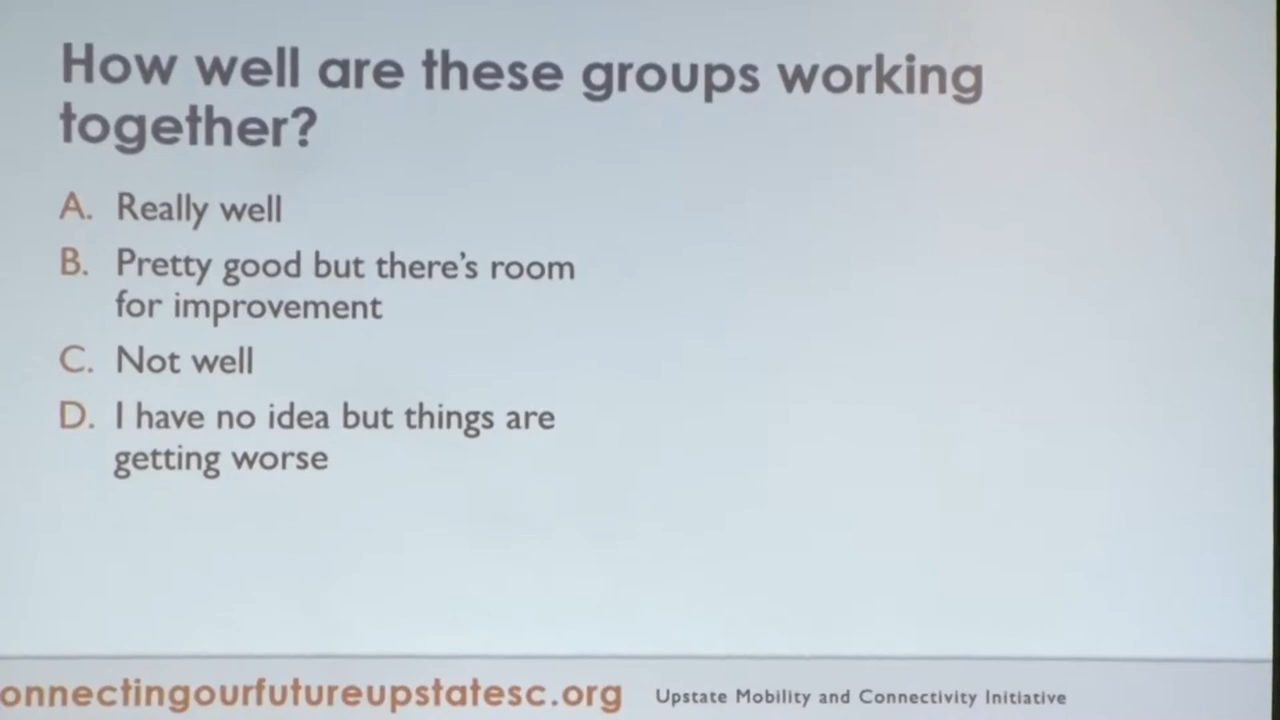 How well are these groups working
together?
A. Really well
B. Pretty good but there's room
for improvement
C. Not well
D. I have no idea but things are
getting worse
onnectingourfutureupstatesc.org Upstate Mobility and Connectivity Initiative